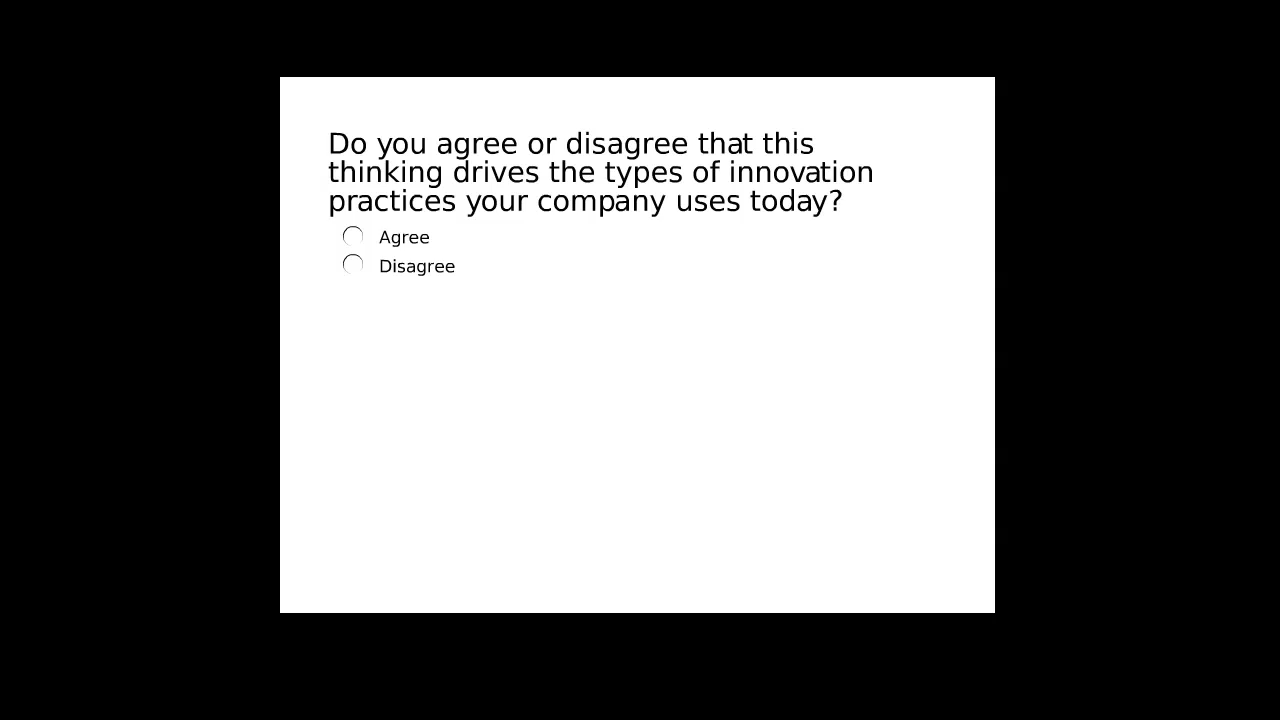 Do you agree or disagree that this
thinking drives the types of innovation
practices your company uses today?
Agree
Disagree